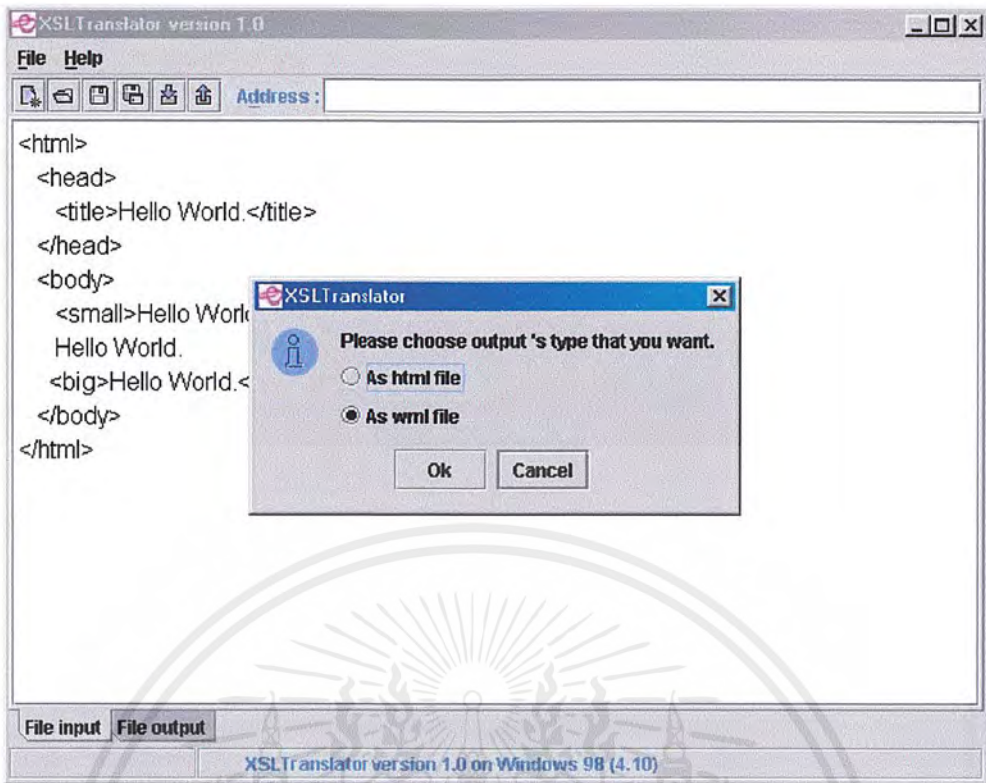 XSLTranslator version 1.0
File Help
Address :
<html>
<head>
<title>Hello World.</title>
</head>
<body>
<small>Hello World
Hello World.
<big>Hello World.<
</body>
</html>
XSLTranslator
Please choose output 's type that you want.
As html file
As wml file
Ok Cancel
File input File output
XSLTranslator version 1.0 on Windows 98 (4.10)